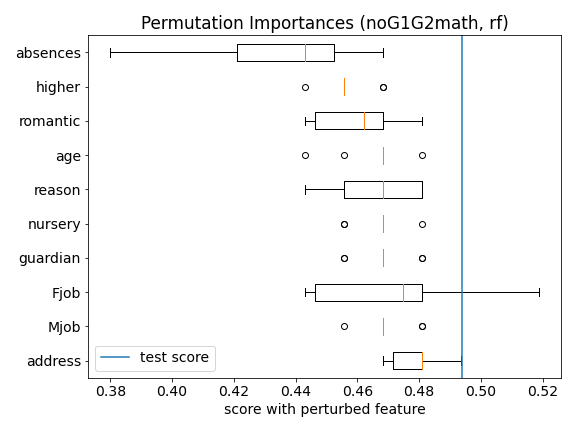 Permutation Importances (noG1G2math, rf)
absences
higher
romantic
age
reason
nursery
guardian
Fjob
Mjob
address
test score
0.38 0.40 0.42 0.44 0.46 0.48 0.50 0.52
score with perturbed feature